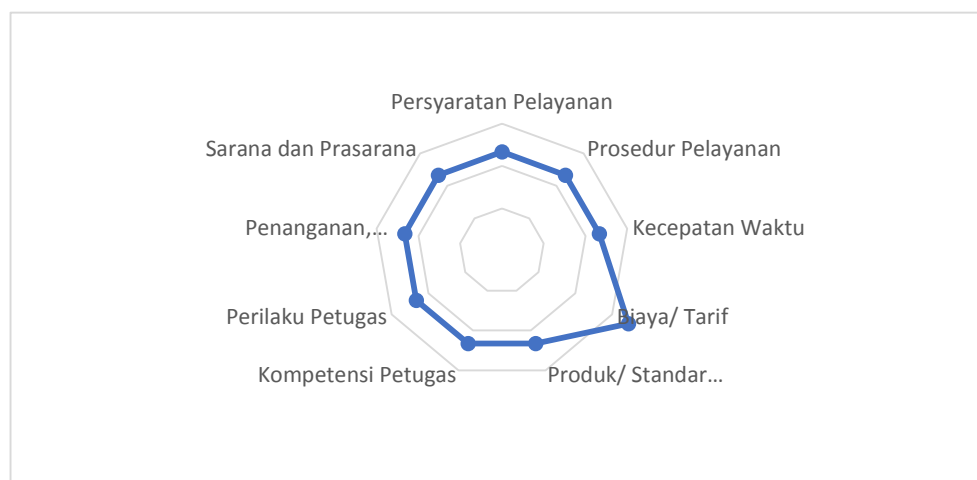 Persyaratan Pelayanan
Prosedur Pelayanan
Kecepatan Waktu
Biaya/ Tarif
Produk/ Standar...
Kompetensi Petugas
Perilaku Petugas
Penanganan,...
Sarana dan Prasarana